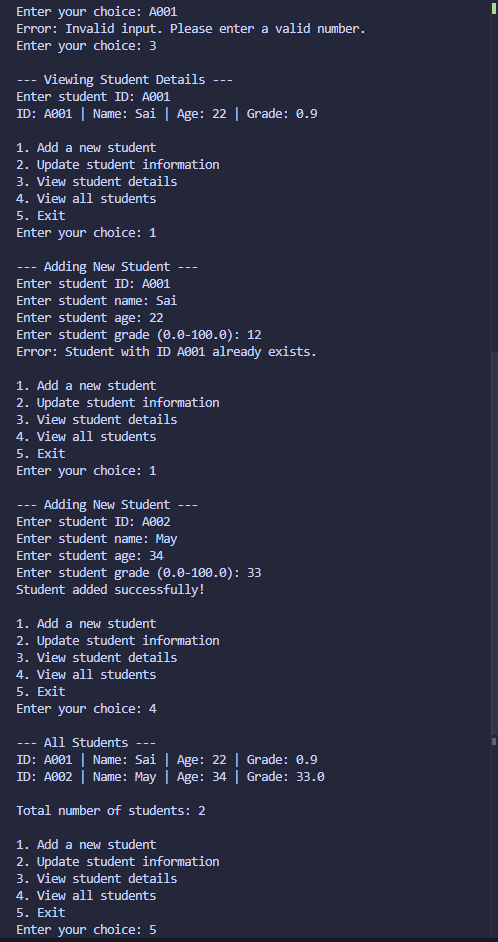 Enter your choice: A001
Error: Invalid input. Please enter a valid number.
Enter your choice: 3
--- Viewing Student Details ---
Enter student ID: A001
ID: A001 | Name: Sai | Age: 22 | Grade: 0.9
1. Add a new student
2. Update student information
3. View student details
4. View all students
5. Exit
Enter your choice: 1
--- Adding New Student ---
Enter student ID: A001
Enter student name: Sai
Enter student age: 22
Enter student grade (0.0-100.0): 12
Error: Student with ID A001 already exists.
1. Add a new student
2. Update student information
3. View student details
4. View all students
5. Exit
Enter your choice: 1
--- Adding New Student ---
Enter student ID: A002
Enter student name: May
Enter student age: 34
Enter student grade (0.0-100.0): 33
Student added successfully!
1. Add a new student
2. Update student information
3. View student details
4. View all students
5. Exit
Enter your choice: 4
--- All Students ---
ID: A001 | Name: Sai | Age: 22 | Grade: 0.9
ID: A002 | Name: May | Age: 34 | Grade: 33.0
Total number of students: 2
1. Add a new student
2. Update student information
3. View student details
4. View all students
5. Exit
Enter your choice: 5